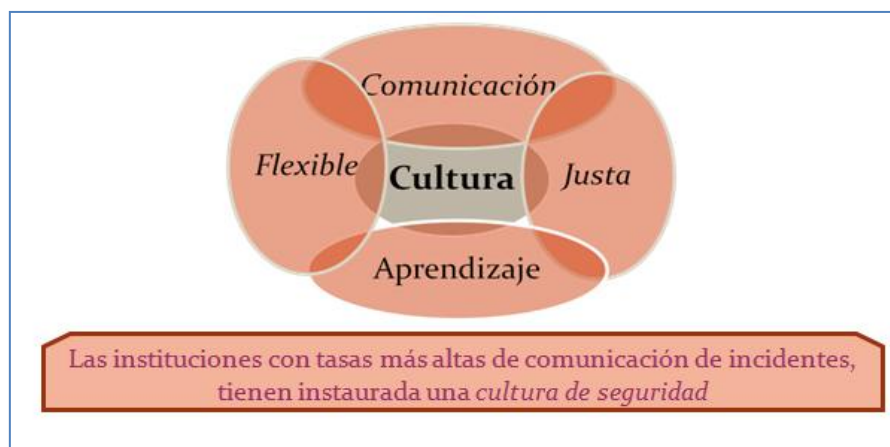 Comunicación
Flexible
Cultura
Justa
Aprendizaje
Las instituciones con tasas más altas de comunicación de incidentes,
tienen instaurada una cultura de seguridad